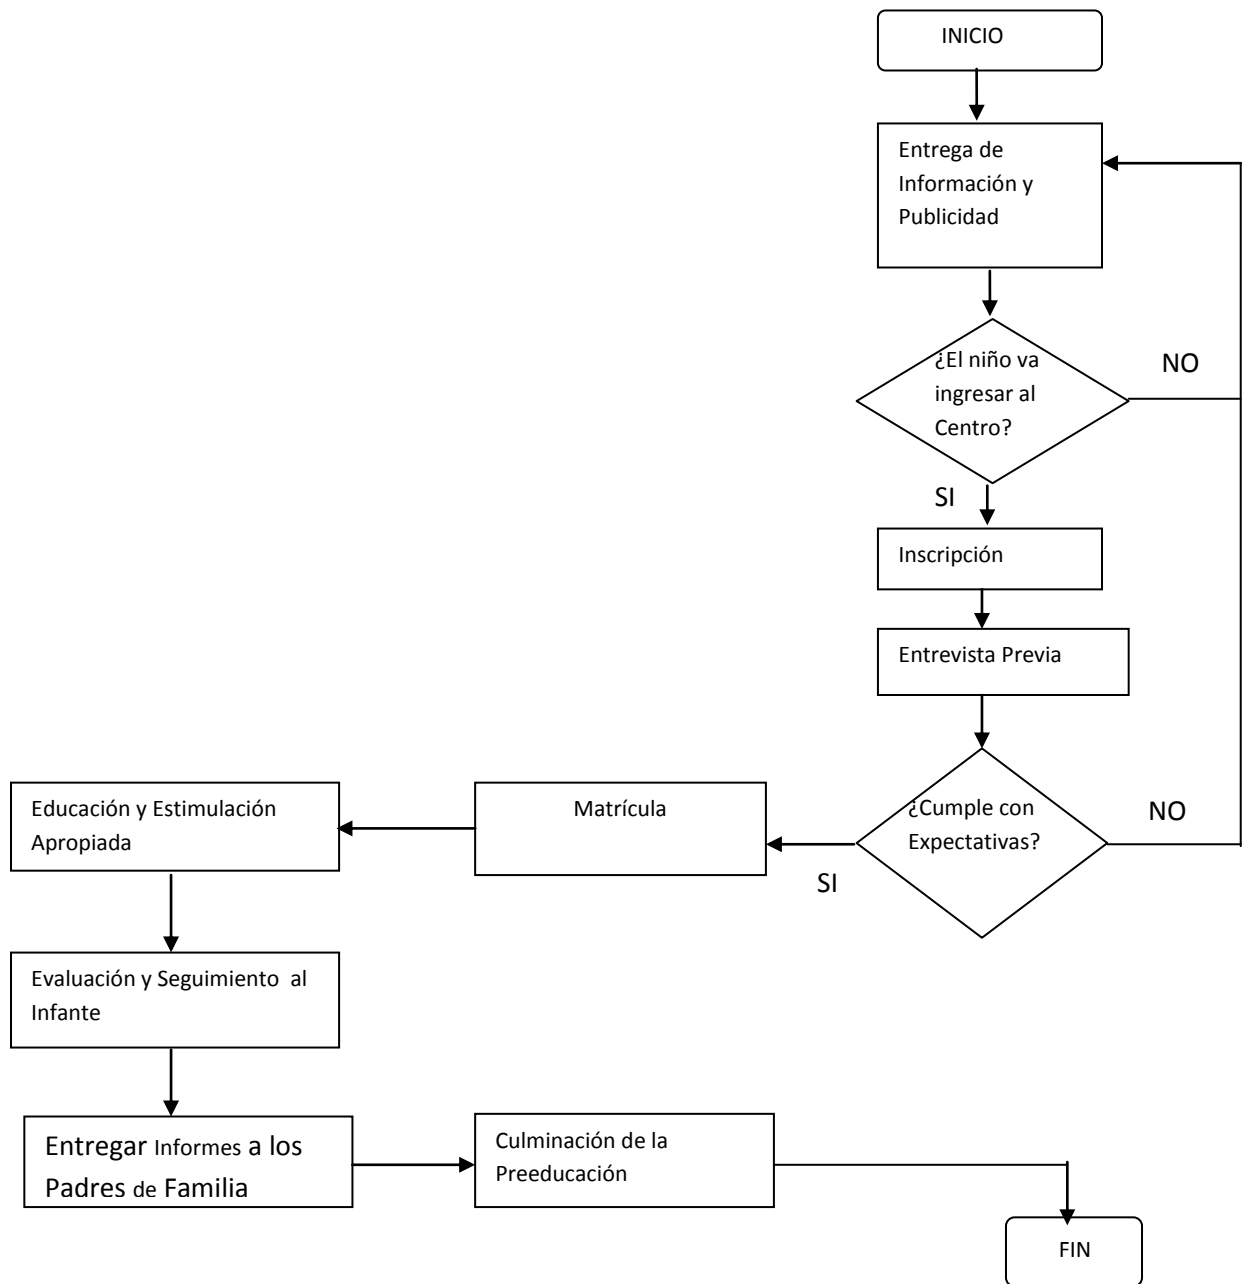 INICIO
Entrega de
Información y
Publicidad
¿El niño va
ingresar al
Centro?
NO
SI
Inscripción
Entrevista Previa
¿Cumple con
Expectativas?
NO
SI
Matrícula
Educación y Estimulación
Apropiada
Evaluación y Seguimiento al
Infante
Entregar Informes a los
Padres de Familia
Culminación de la
Preeducación
FIN